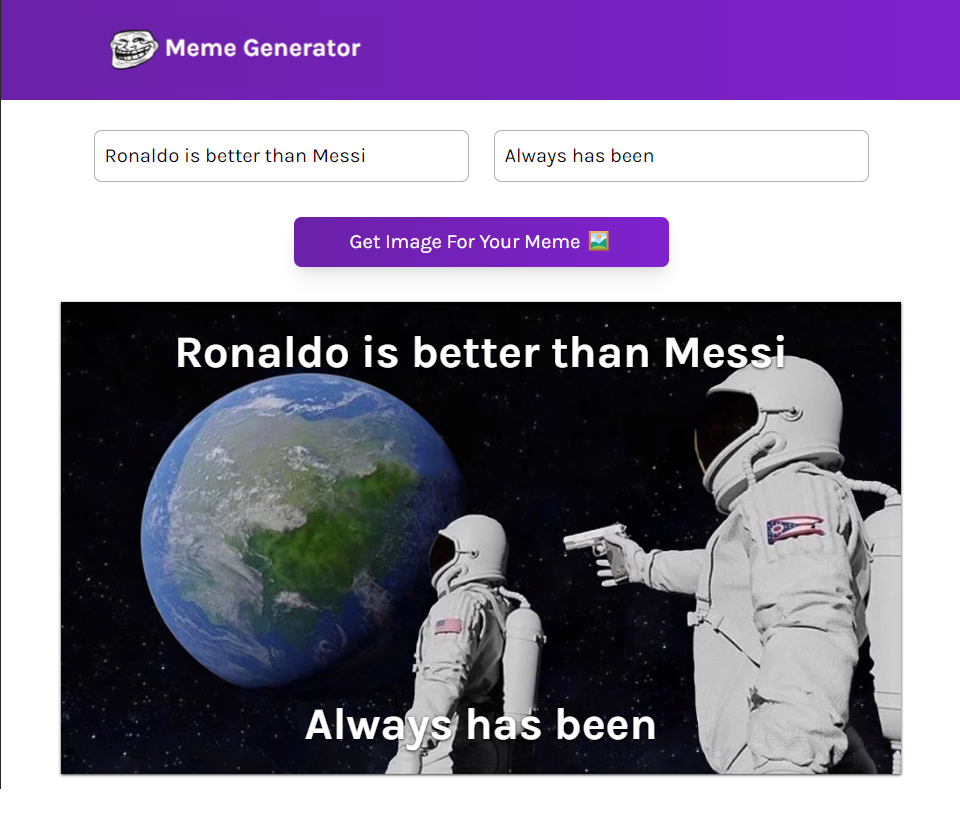 Meme Generator
Ronaldo is better than Messi
Always has been
Get Image For Your Meme
Ronaldo is better than Messi
Always has been